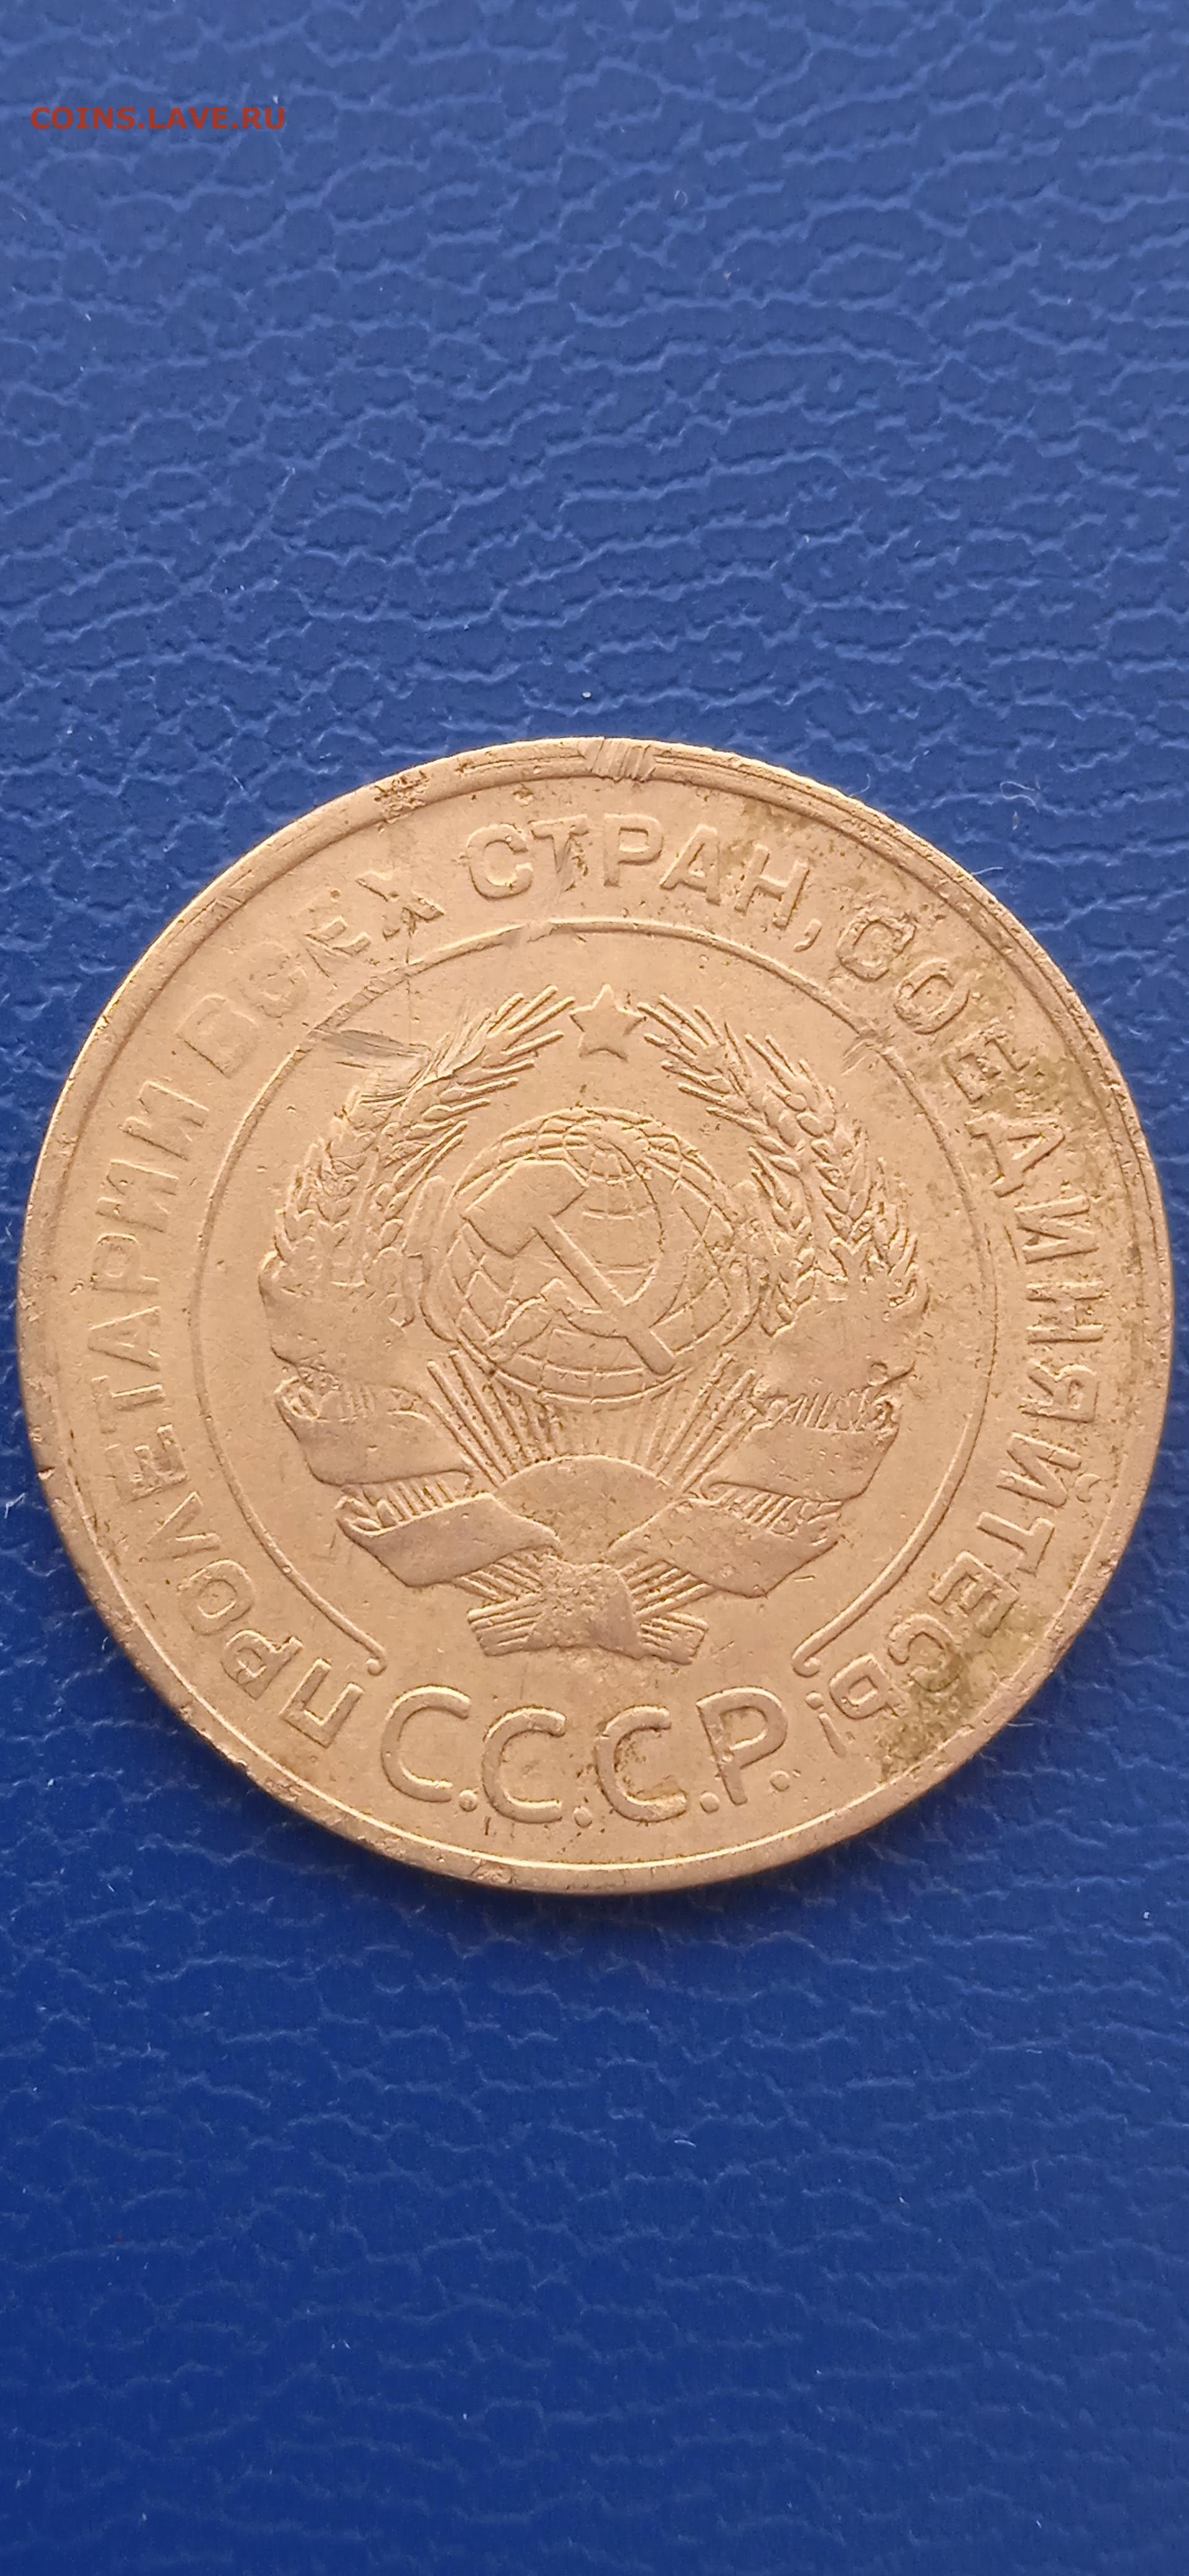 COINS.LAVE.RU
ПРОЛЕТАРИИ ВСЕХ СТРАН, СОЕДИНЯЙТЕСЬ!
С.С.С.Р.